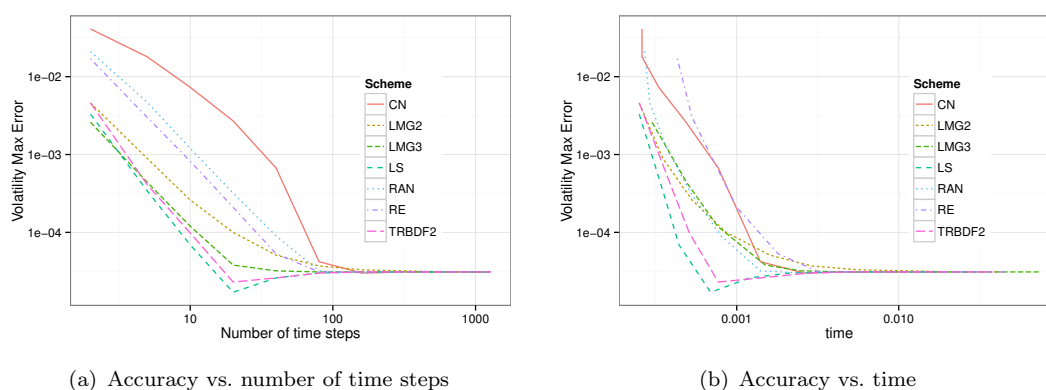 1e−02
1e−03
1e−04
Volatility Max Error
10
100
1000
Number of time steps
Scheme
CN
LMG2
LMG3
LS
RAN
RE
TRBDF2
(a) Accuracy vs. number of time steps
1e−02
1e−03
1e−04
Volatility Max Error
0.001
0.010
time
Scheme
CN
LMG2
LMG3
LS
RAN
RE
TRBDF2
(b) Accuracy vs. time